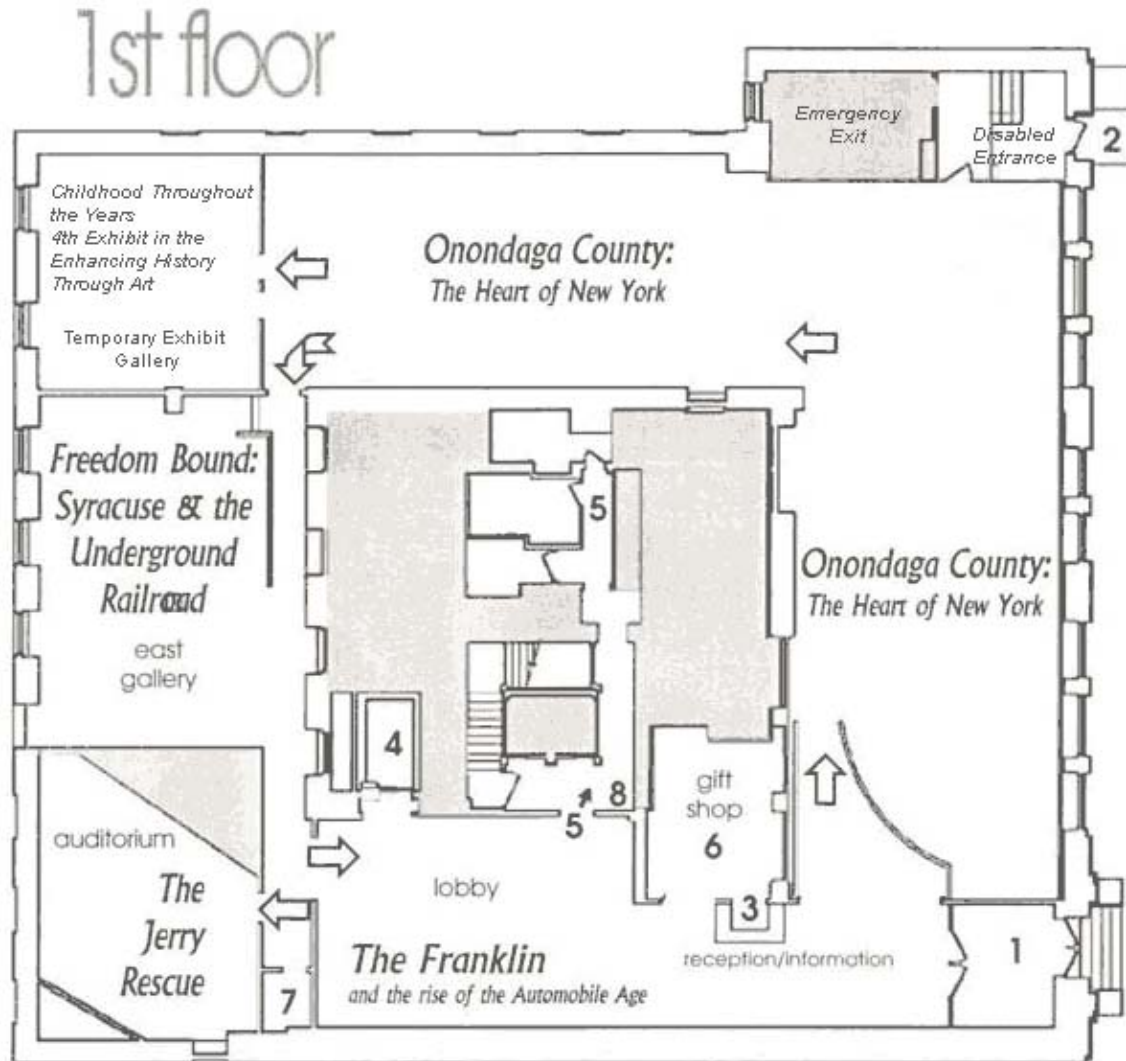 1st floor
Emergency
Exit
Disabled
Entrance
2
Childhood Throughout
the Years
4th Exhibit in the
Enhancing History
Through Art
Temporary Exhibit
Gallery
Onondaga County:
The Heart of New York
Freedom Bound:
Syracuse & the
Underground
Railroad
east
gallery
5
Onondaga County:
The Heart of New York
4
5
8
gift
shop
6
auditorium
The
Jerry
Rescue
lobby
3
The Franklin
and the rise of the Automobile Age
reception/information
1
7